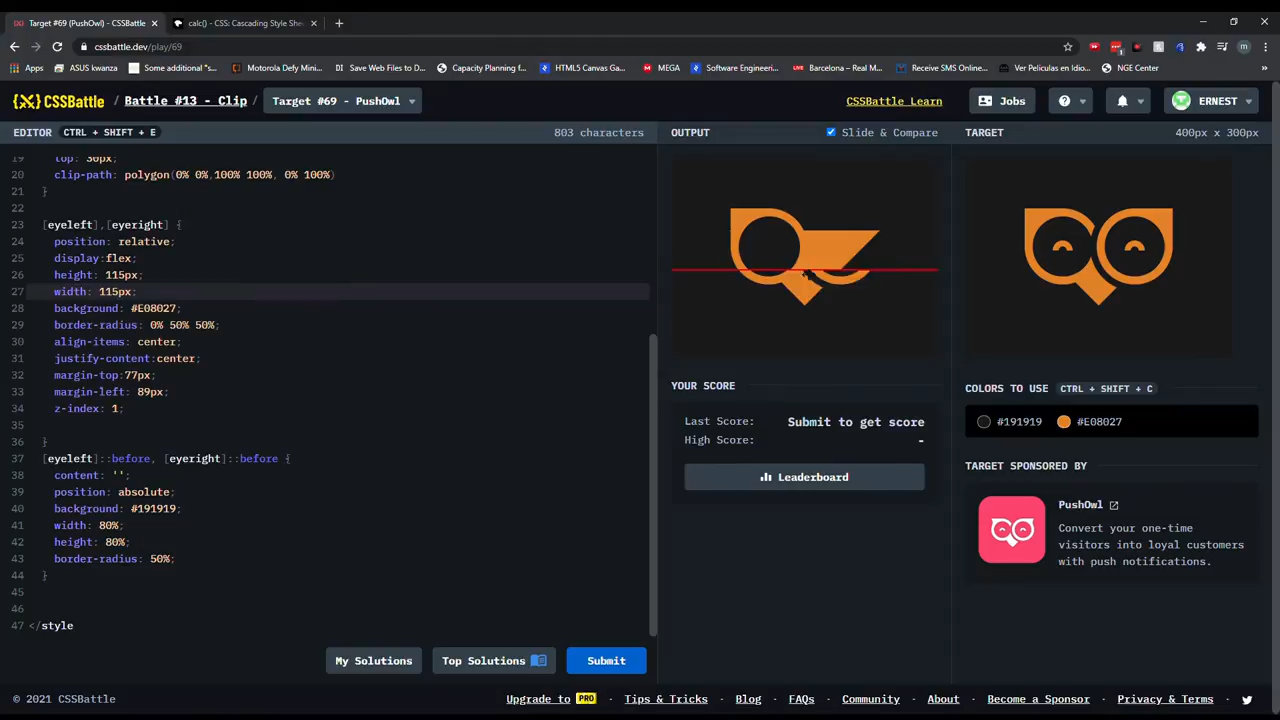 Target #69 (PushOwl) - CSSBattle
calc() - CSS: Cascading Style She
cssbattle.dev/play/69
Apps
ASUS kwanza
Some additional "s...
Motorola Defy Mini...
Save Web Files to D...
Capacity Planning f...
HTML5 Canvas Ga...
MEGA
Software Engineeri...
Barcelona – Real M...
Receive SMS Online...
Ver Peliculas en Idio...
NGE Center
»
CSSBattle / Battle #13 - Clip / Target #69 - PushOwl
CSSBattle Learn
Jobs
ERNEST
EDITOR CTRL + SHIFT + E 803 characters
OUTPUT Slide & Compare
TARGET 400px x 300px
19 top: 30px;
20 clip-path: polygon(0% 0%,100% 100%, 0% 100%)
21 }
22
23 [eyeleft],[eyeright] {
24 position: relative;
25 display:flex;
26 height: 115px;
27 width: 115px;
28 background: #E08027;
29 border-radius: 0% 50% 50%;
30 align-items: center;
31 justify-content:center;
32 margin-top:77px;
33 margin-left: 89px;
34 z-index: 1;
35
36 }
37 [eyeleft]::before, [eyeright]::before {
38 content: '';
39 position: absolute;
40 background: #191919;
41 width: 80%;
42 height: 80%;
43 border-radius: 50%;
44 }
45
46
47 </style
My Solutions
Top Solutions
Submit
YOUR SCORE
Last Score: Submit to get score
High Score: -
Leaderboard
COLORS TO USE CTRL + SHIFT + C
#191919 #E08027
TARGET SPONSORED BY
PushOwl
Convert your one-time
visitors into loyal customers
with push notifications.
© 2021 CSSBattle
Upgrade to PRO · Tips & Tricks · Blog · FAQs · Community · About · Become a Sponsor · Privacy & Terms ·